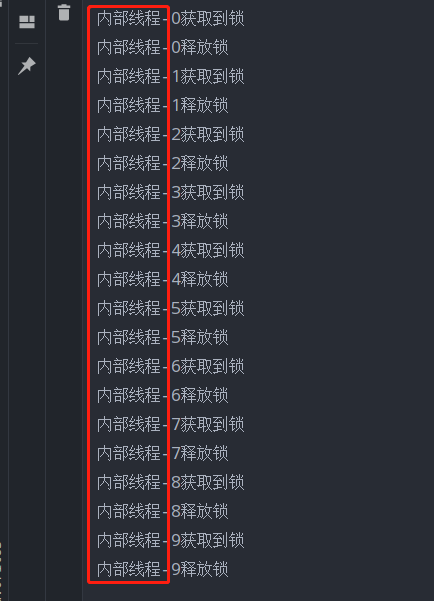 内部线程-0获取到锁
内部线程-0释放锁
内部线程-1获取到锁
内部线程-1释放锁
内部线程-2获取到锁
内部线程-2释放锁
内部线程-3获取到锁
内部线程-3释放锁
内部线程-4获取到锁
内部线程-4释放锁
内部线程-5获取到锁
内部线程-5释放锁
内部线程-6获取到锁
内部线程-6释放锁
内部线程-7获取到锁
内部线程-7释放锁
内部线程-8获取到锁
内部线程-8释放锁
内部线程-9获取到锁
内部线程-9释放锁